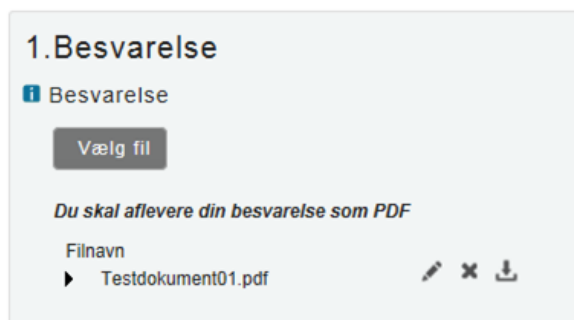 1.Besvarelse
Besvarelse
Vælg fil
Du skal aflevere din besvarelse som PDF
Filnavn
Testdokument01.pdf